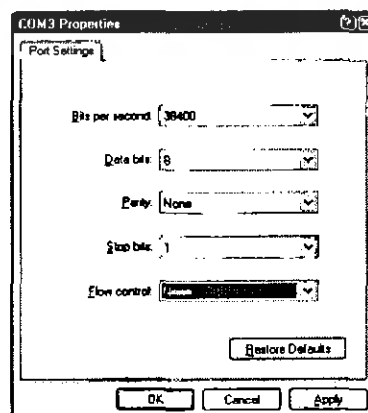 COM3 Properties
Port Settings
Bits per second: 38400
Data bits: 8
Parity: None
Stop bits: 1
Flow control: None
Restore Defaults
OK Cancel Apply